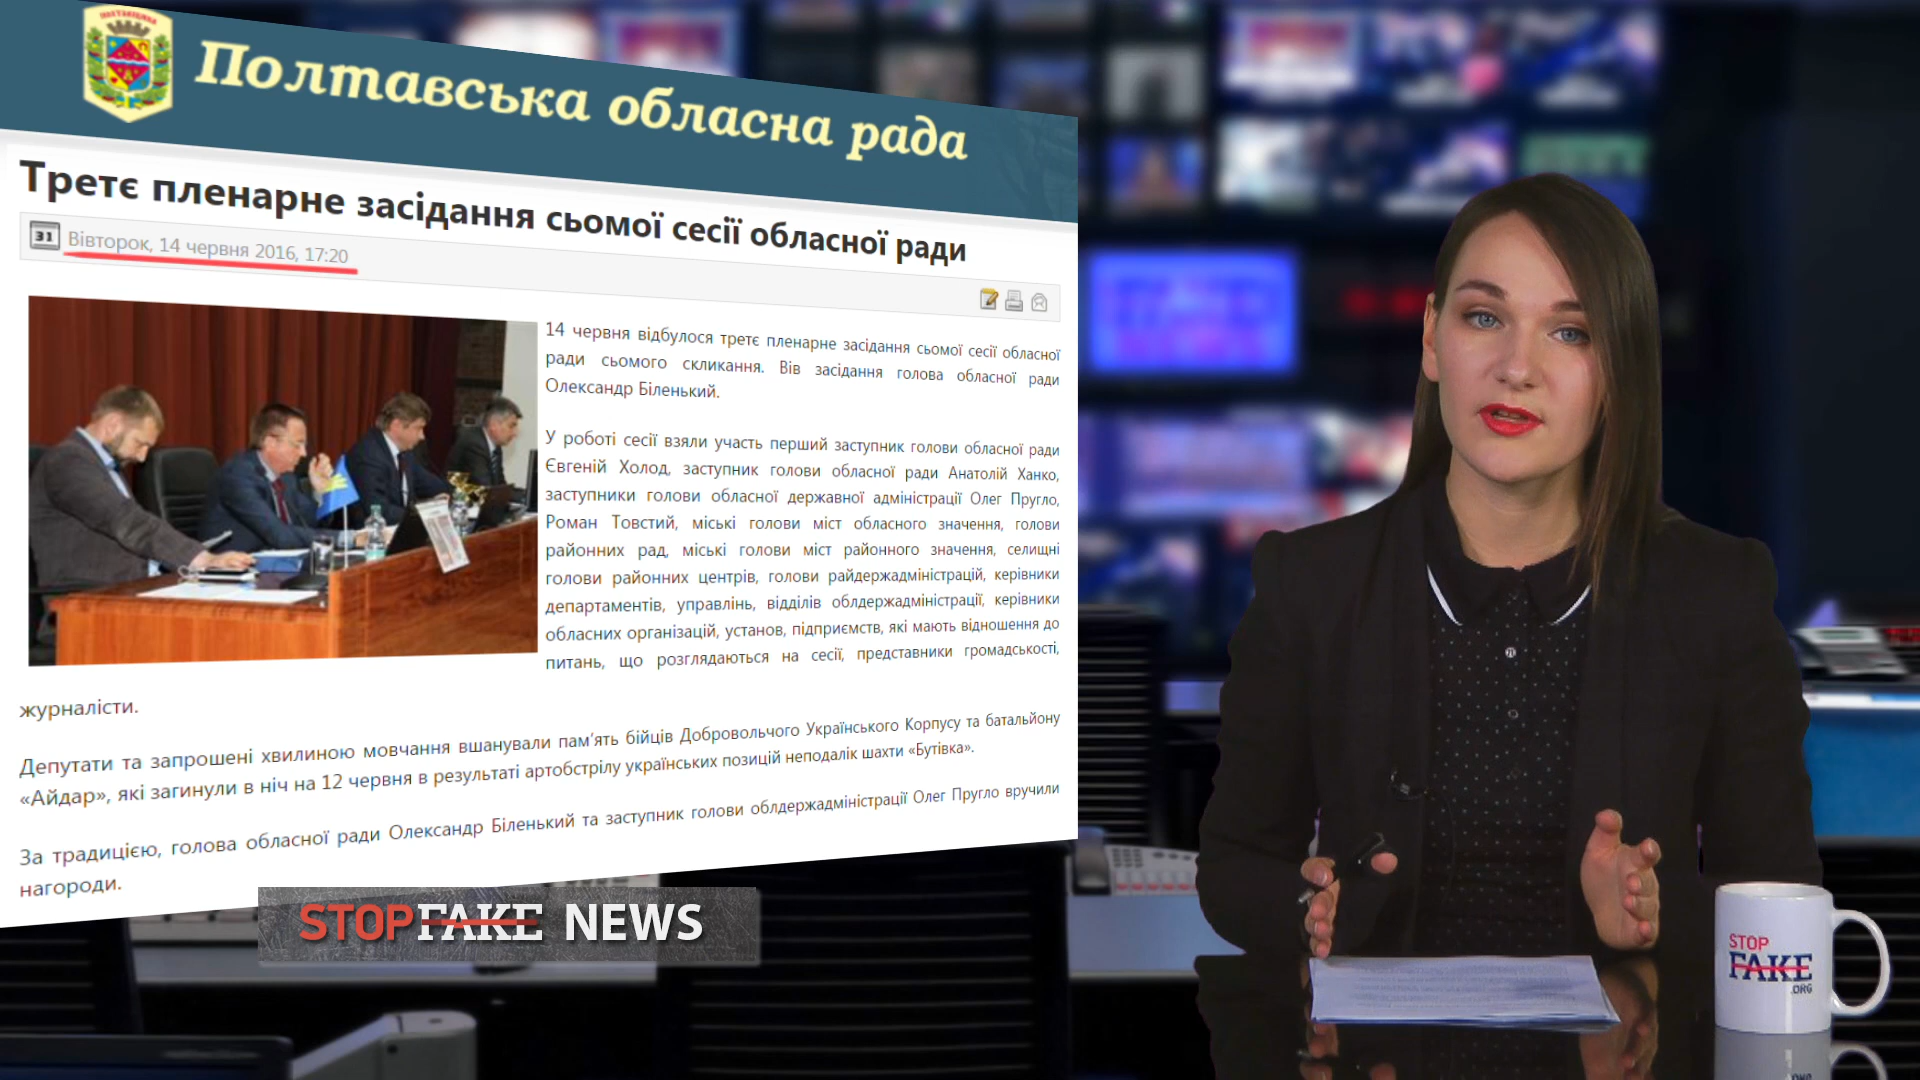 Полтавська обласна рада
Третє пленарне засідання сьомої сесії обласної ради
31 Вівторок, 14 червня 2016, 17:20
14 червня відбулося третє пленарне засідання сьомої сесії обласної
ради сьомого скликання. Вів засідання голова обласної ради
Олександр Біленький.
У роботі сесії взяли участь перший заступник голови обласної ради
Євгеній Холод, заступник голови обласної ради Анатолій Ханко,
заступники голови обласної державної адміністрації Олег Пругло,
Роман Товстий, міські голови міст обласного значення, голови
районних рад, міські голови міст районного значення, селищні
голови районних центрів, голови райдержадміністрацій, керівники
департаментів, управлінь, відділів облдержадміністрації, керівники
обласних організацій, установ, підприємств, які мають відношення до
питань, що розглядаються на сесії, представники громадськості,
журналісти.
Депутати та запрошені хвилиною мовчання вшанували пам’ять бійців Добровольчого Українського Корпусу та батальйону
«Айдар», які загинули в ніч на 12 червня в результаті артобстрілу українських позицій неподалік шахти «Бутівка».
За традицією, голова обласної ради Олександр Біленький та заступник голови облдержадміністрації Олег Пругло вручили
нагороди.
STOPFAKE NEWS
STOP
FAKE
.ORG